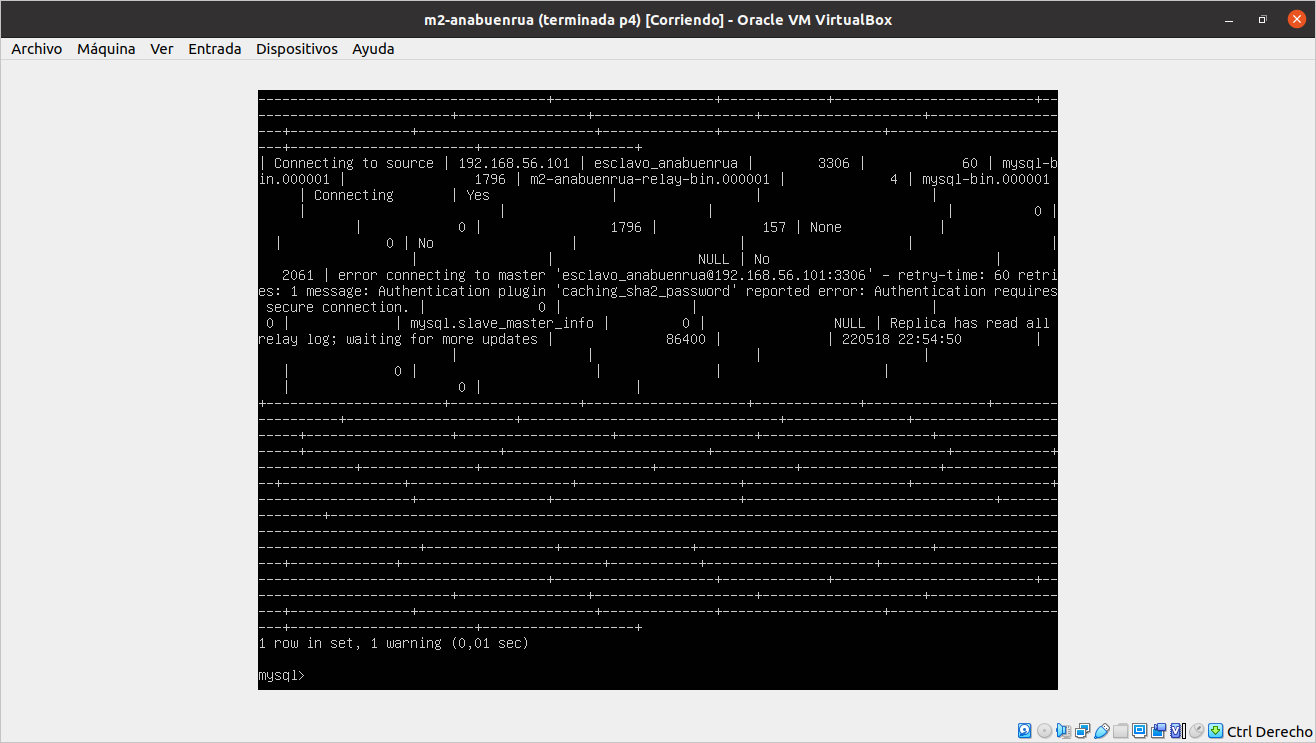 m2-anabuenrua (terminada p4) [Corriendo] - Oracle VM VirtualBox
Archivo Máquina Ver Entrada Dispositivos Ayuda
| Connecting to source | 192.168.56.101 | esclavo_anabuenrua | 3306 | 60 | mysql-b
in.000001 | 1796 | m2-anabuenrua-relay-bin.000001 | 4 | mysql-bin.000001
| Connecting | Yes | | |
| | | | 0 |
| 0 | 1796 | 157 | None |
| 0 | No | | | |
| | NULL | No |
2061 | error connecting to master 'esclavo_anabuenrua@192.168.56.101:3306' - retry-time: 60 retri
es: 1 message: Authentication plugin 'caching_sha2_password' reported error: Authentication requires
secure connection. | 0 | | |
0 | | mysql.slave_master_info | 0 | NULL | Replica has read all
relay log; waiting for more updates | 86400 | | 220518 22:54:50 |
| | | |
| 0 | | | |
| 0 | |
1 row in set, 1 warning (0,01 sec)
mysql>
Ctrl Derecho